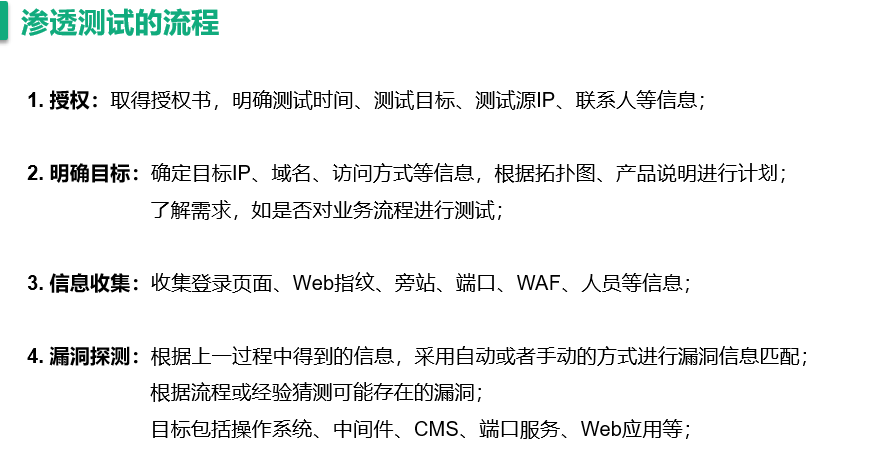 渗透测试的流程
1. 授权：取得授权书，明确测试时间、测试目标、测试源IP、联系人等信息；
2. 明确目标：确定目标IP、域名、访问方式等信息，根据拓扑图、产品说明进行计划；
了解需求，如是否对业务流程进行测试；
3. 信息收集：收集登录页面、Web指纹、旁站、端口、WAF、人员等信息；
4. 漏洞探测：根据上一过程中得到的信息，采用自动或者手动的方式进行漏洞信息匹配；
根据流程或经验猜测可能存在的漏洞；
目标包括操作系统、中间件、CMS、端口服务、Web应用等；